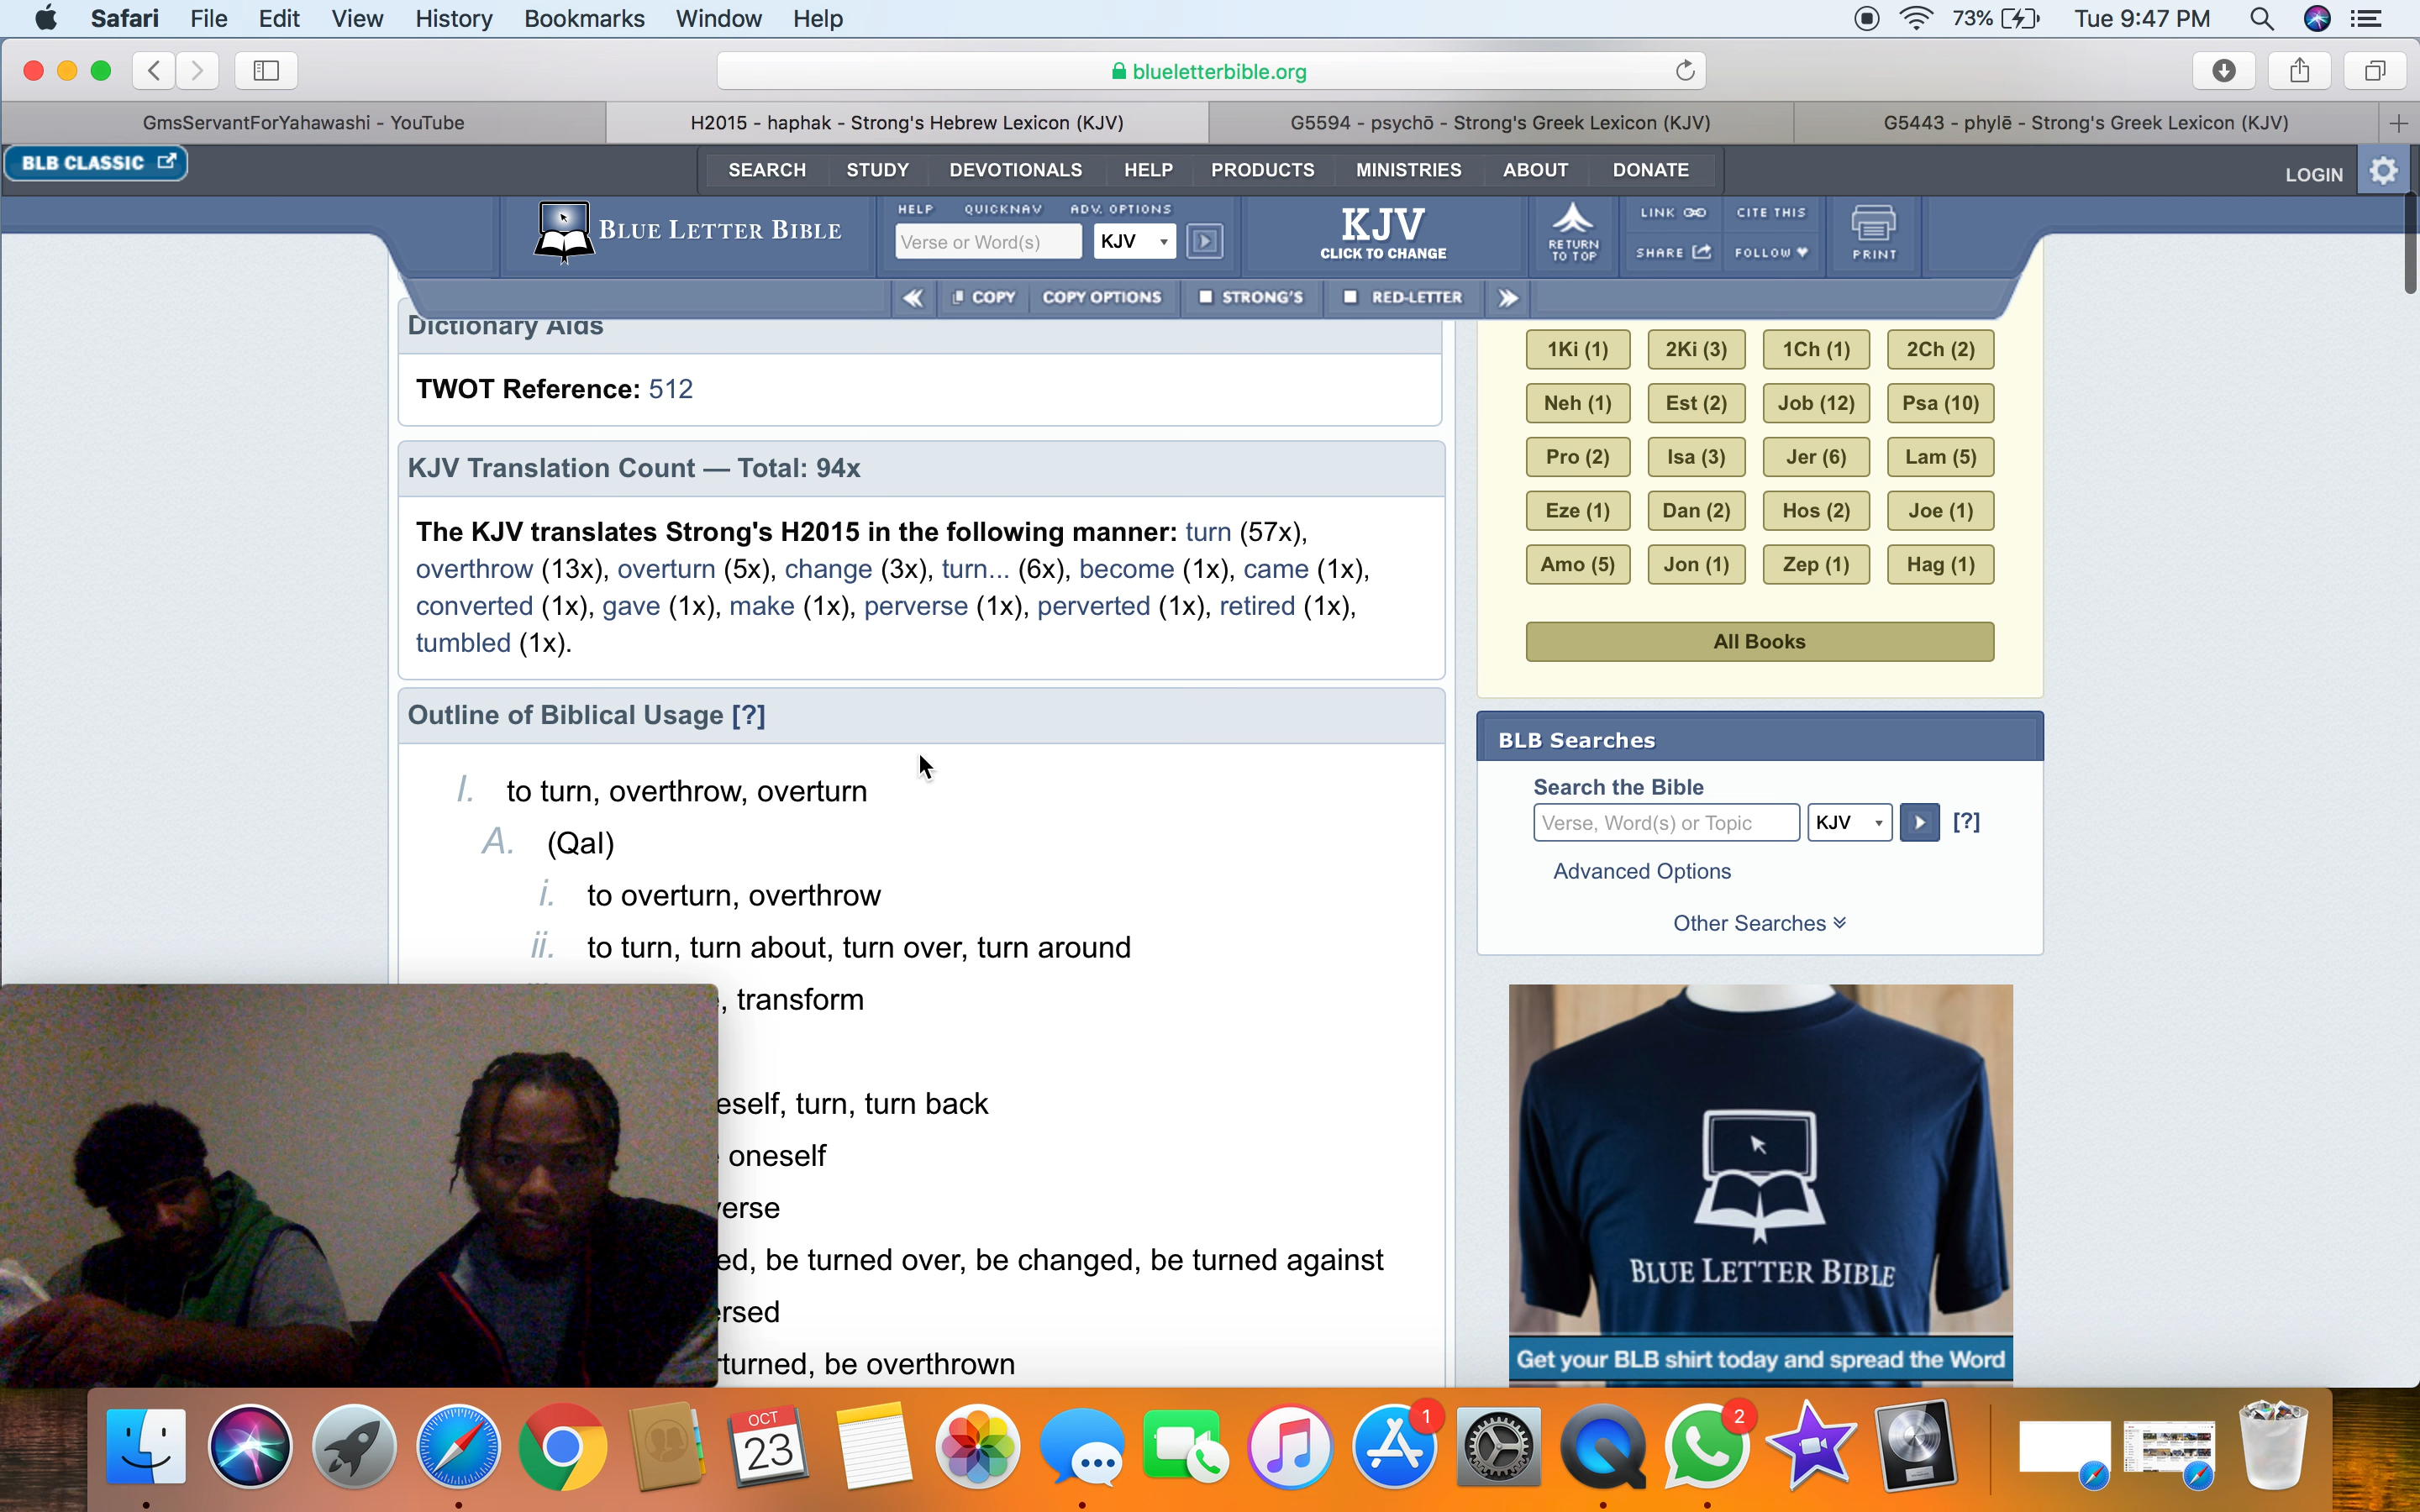 Safari File Edit View History Bookmarks Window Help 73% Tue 9:47 PM
blueletterbible.org
GmsServantForYahawashi - YouTube
H2015 - haphak - Strong's Hebrew Lexicon (KJV)
G5594 - psychō - Strong's Greek Lexicon (KJV)
G5443 - phylē - Strong's Greek Lexicon (KJV)
BLB CLASSIC
SEARCH STUDY DEVOTIONALS HELP PRODUCTS MINISTRIES ABOUT DONATE
LOGIN
BLUE LETTER BIBLE
HELP QUICKNAV ADV. OPTIONS
Verse or Word(s) KJV
KJV
CLICK TO CHANGE
RETURN
TO TOP
LINK CITE THIS
SHARE FOLLOW
PRINT
COPY COPY OPTIONS STRONG'S RED-LETTER
Dictionary Aids
TWOT Reference: 512
KJV Translation Count — Total: 94x
The KJV translates Strong's H2015 in the following manner: turn (57x),
overthrow (13x), overturn (5x), change (3x), turn... (6x), become (1x), came (1x),
converted (1x), gave (1x), make (1x), perverse (1x), perverted (1x), retired (1x),
tumbled (1x).
Outline of Biblical Usage [?]
I. to turn, overthrow, overturn
A. (Qal)
i. to overturn, overthrow
ii. to turn, turn about, turn over, turn around
, transform
eself, turn, turn back
oneself
verse
ed, be turned over, be changed, be turned against
ersed
turned, be overthrown
1Ki (1) 2Ki (3) 1Ch (1) 2Ch (2)
Neh (1) Est (2) Job (12) Psa (10)
Pro (2) Isa (3) Jer (6) Lam (5)
Eze (1) Dan (2) Hos (2) Joe (1)
Amo (5) Jon (1) Zep (1) Hag (1)
All Books
BLB Searches
Search the Bible
Verse, Word(s) or Topic KJV [?]
Advanced Options
Other Searches
BLUE LETTER BIBLE
Get your BLB shirt today and spread the Word
OCT
23
1
2